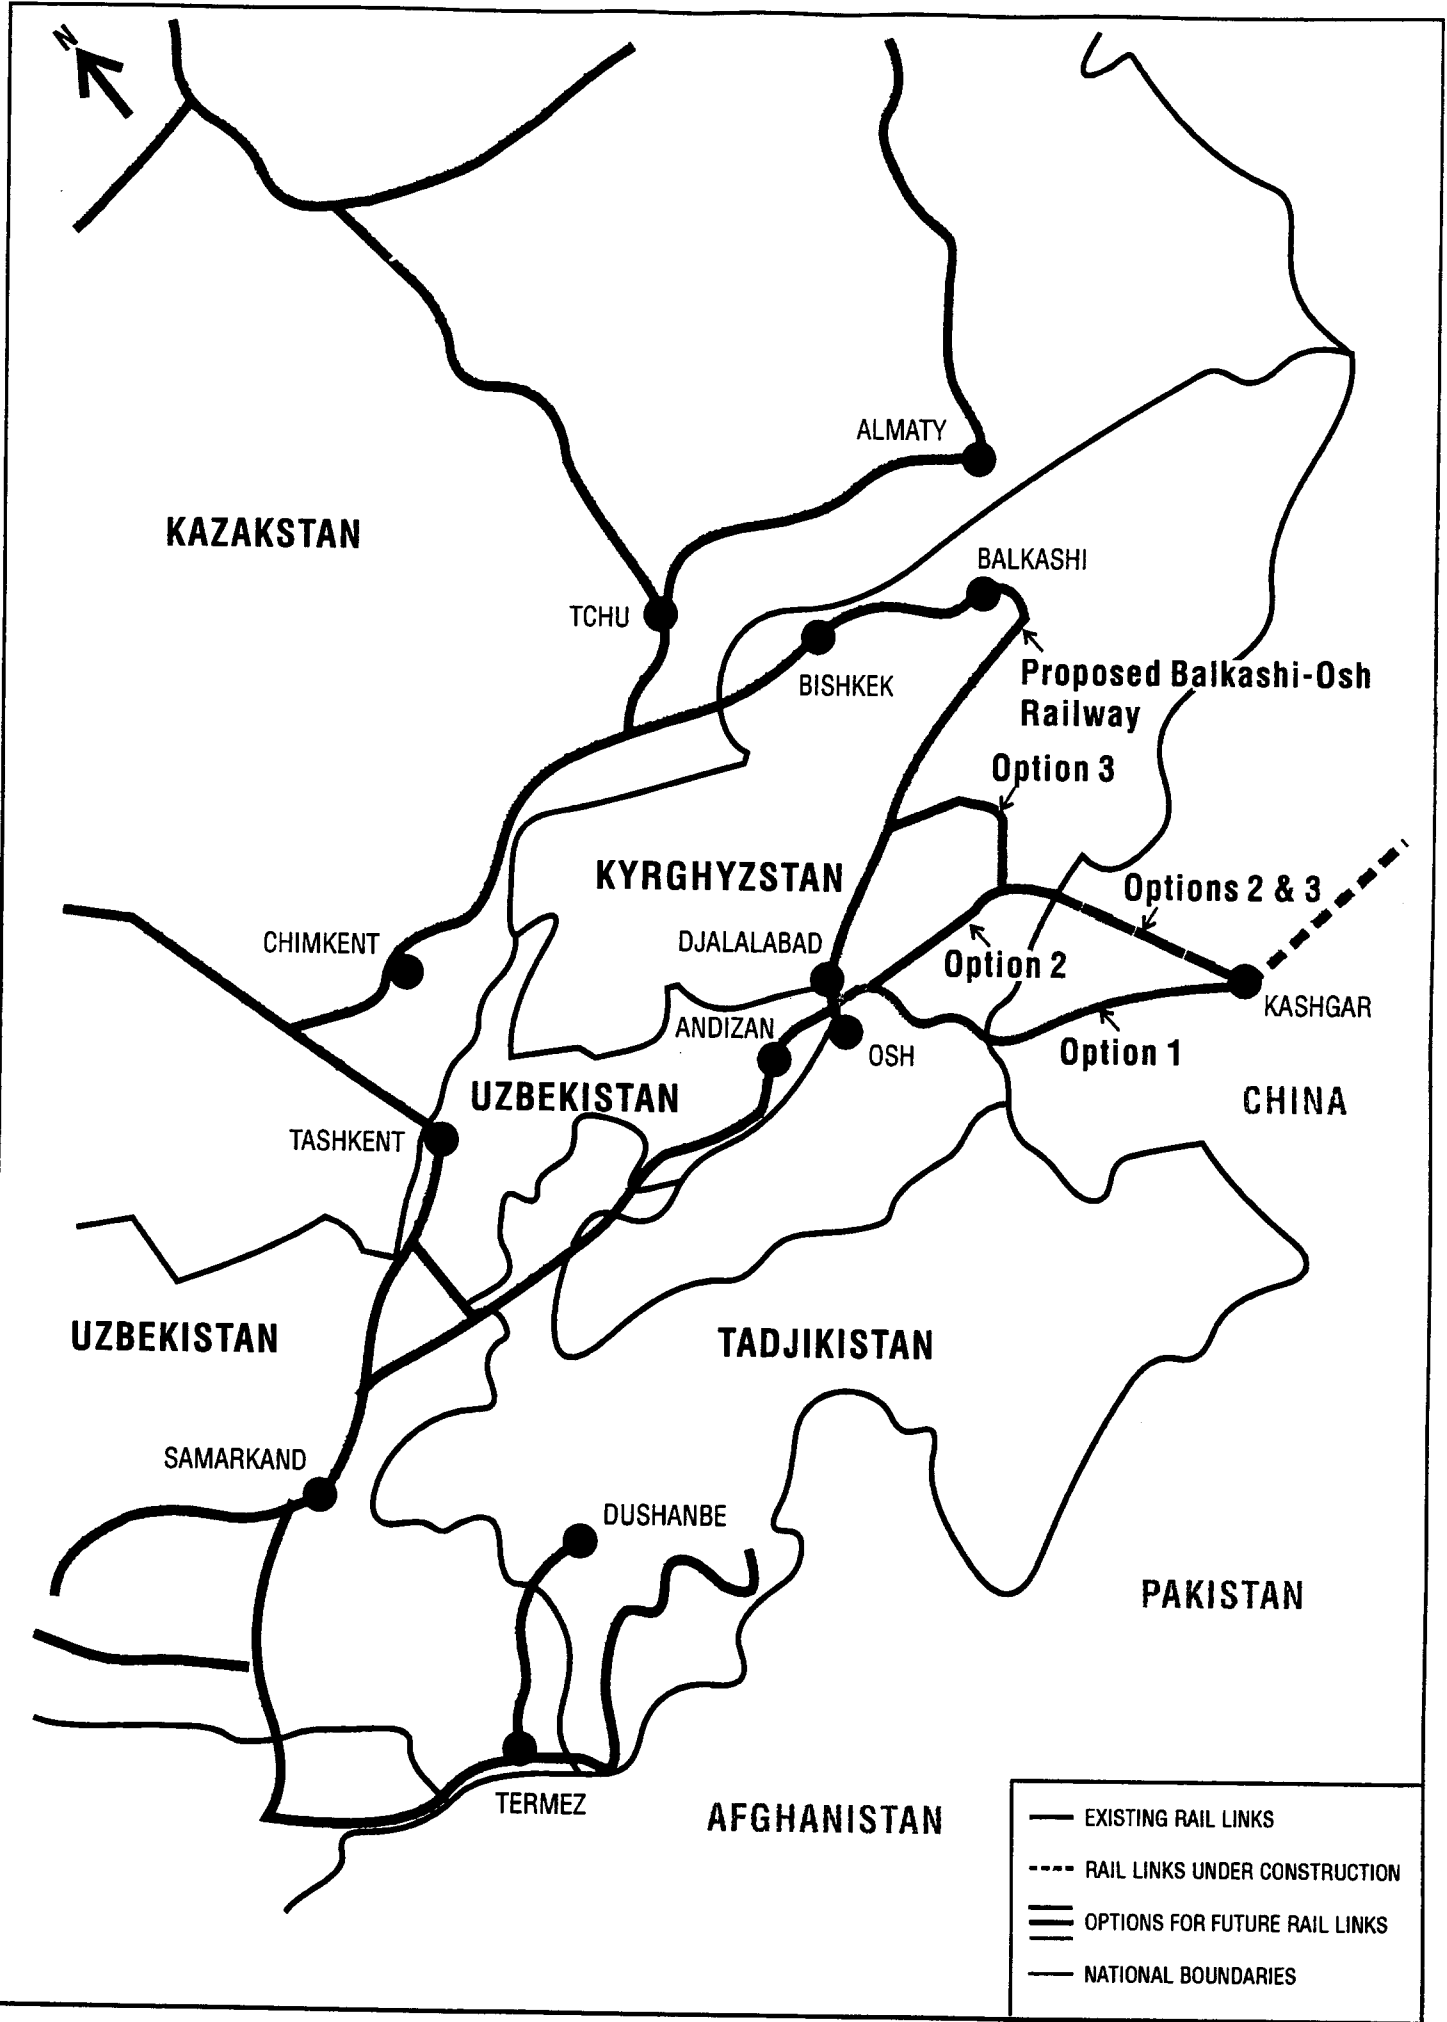 N
ALMATY
KAZAKSTAN
BALKASHI
TCHU
BISHKEK
Proposed Balkashi-Osh
Railway
Option 3
KYRGHYZSTAN
Options 2 & 3
CHIMKENT
DJALALABAD
Option 2
KASHGAR
ANDIZAN
OSH
Option 1
UZBEKISTAN
CHINA
TASHKENT
UZBEKISTAN
TADJIKISTAN
SAMARKAND
DUSHANBE
PAKISTAN
TERMEZ
AFGHANISTAN
EXISTING RAIL LINKS
RAIL LINKS UNDER CONSTRUCTION
OPTIONS FOR FUTURE RAIL LINKS
NATIONAL BOUNDARIES